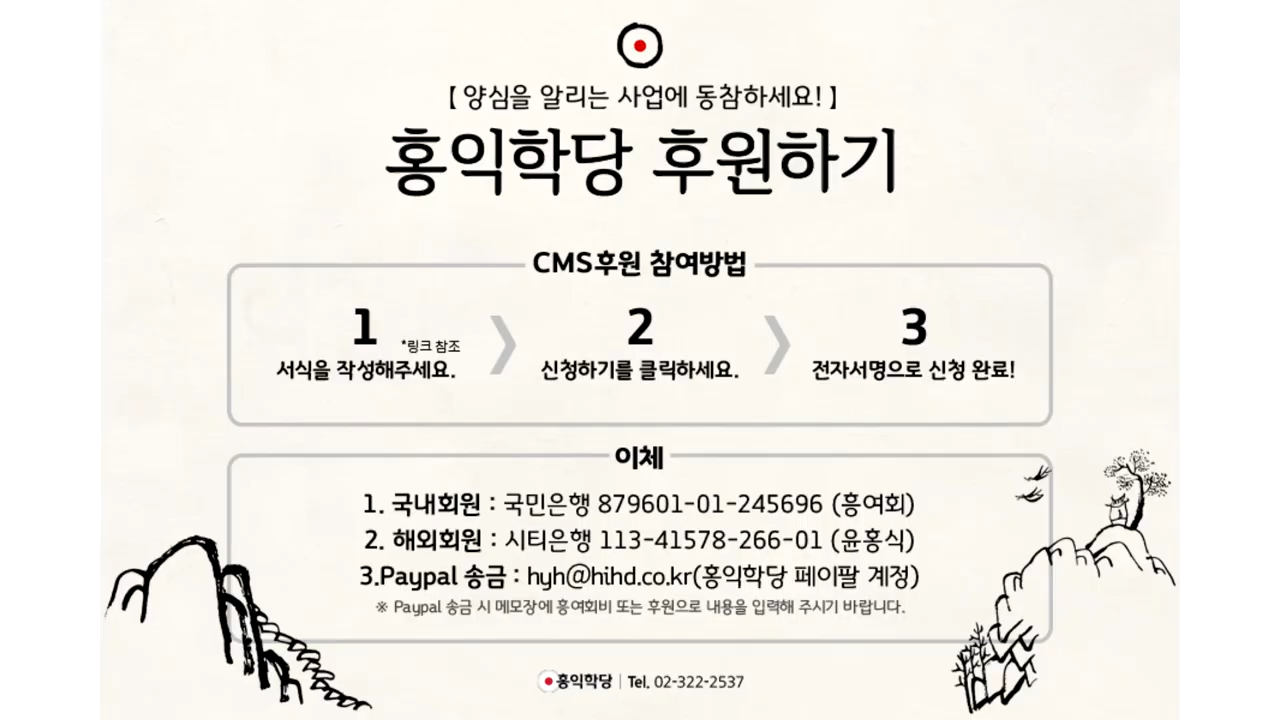 【 양심을 알리는 사업에 동참하세요! 】
홍익학당 후원하기
CMS후원 참여방법
1 *링크 참조
서식을 작성해주세요.
2
신청하기를 클릭하세요.
3
전자서명으로 신청 완료!
이체
1. 국내회원 : 국민은행 879601-01-245696 (흥여회)
2. 해외회원 : 시티은행 113-41578-266-01 (윤홍식)
3.Paypal 송금 : hyh@hihd.co.kr(홍익학당 페이팔 계정)
※ Paypal 송금 시 메모장에 흥여회비 또는 후원으로 내용을 입력해 주시기 바랍니다.
홍익학당 | Tel. 02-322-2537